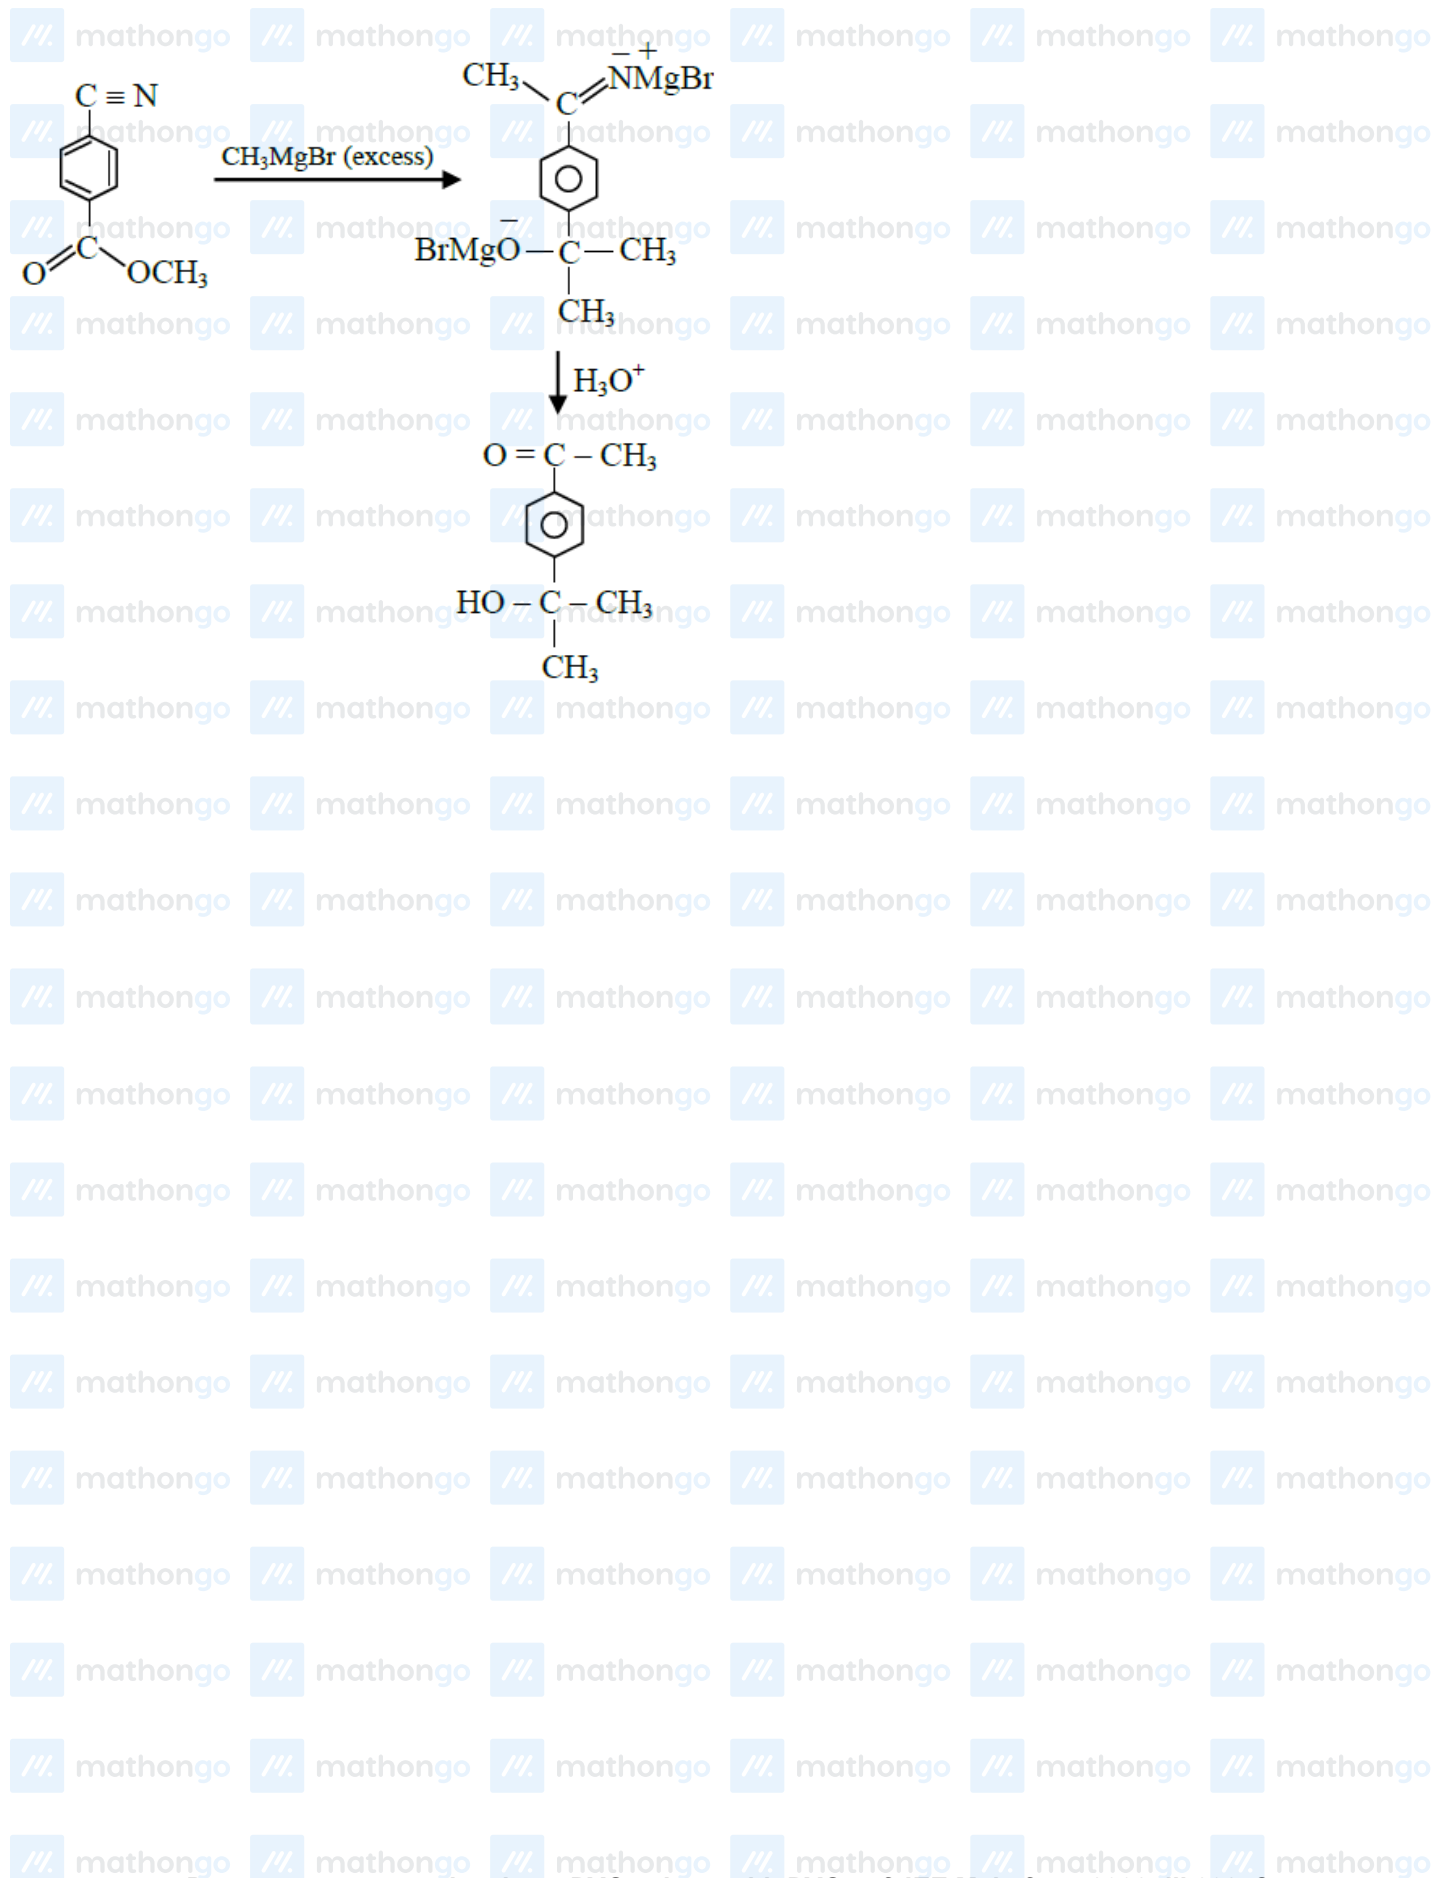 C ≡ N
CH₃MgBr (excess)
O
C
OCH₃
CH₃
C
NMgBr
− +
BrMgO − C − CH₃
−
CH₃
H₃O⁺
O = C − CH₃
HO − C − CH₃
CH₃
mathongo